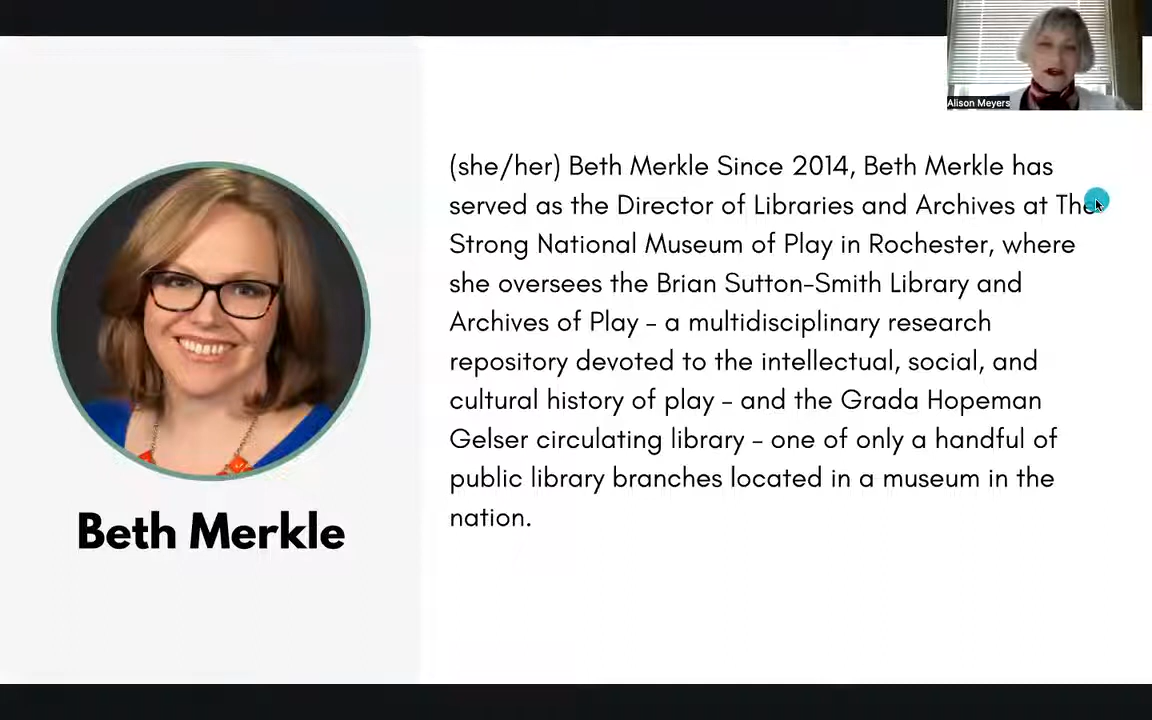 Alison Meyers
(she/her) Beth Merkle Since 2014, Beth Merkle has
served as the Director of Libraries and Archives at The
Strong National Museum of Play in Rochester, where
she oversees the Brian Sutton-Smith Library and
Archives of Play - a multidisciplinary research
repository devoted to the intellectual, social, and
cultural history of play - and the Grada Hopeman
Gelser circulating library - one of only a handful of
public library branches located in a museum in the
nation.
Beth Merkle